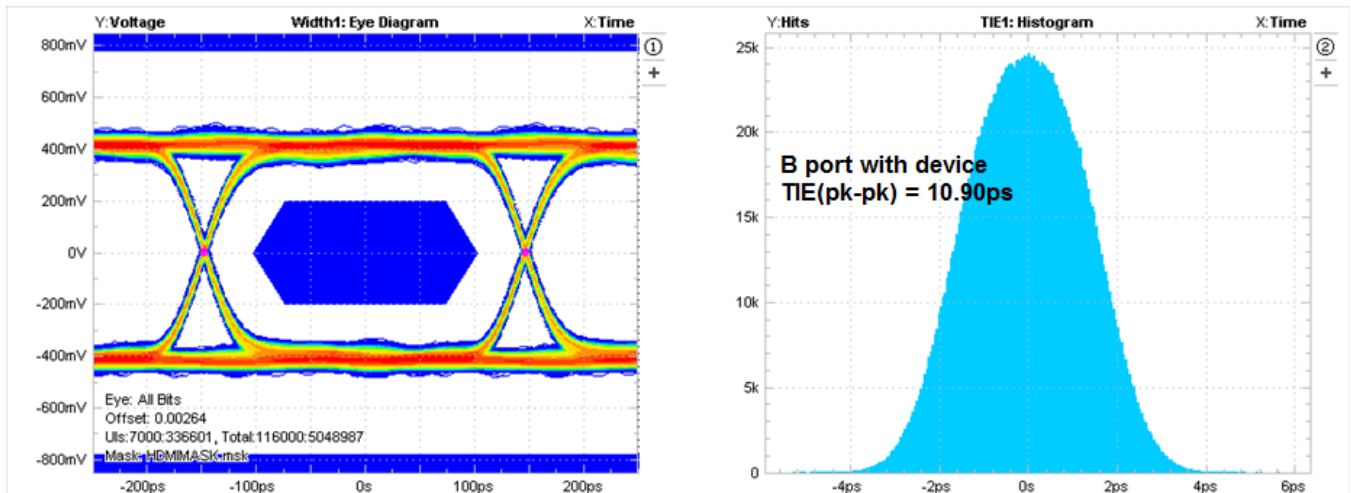 Y:Voltage Width1: Eye Diagram X:Time
800mV
600mV
400mV
200mV
0V
-200mV
-400mV
-600mV
-800mV
Eye: All Bits
Offset: 0.00264
UIs:7000:336601, Total:116000:5048987
Mask: HDMIMASK.msk
-200ps -100ps 0s 100ps 200ps
1
+
Y:Hits TIE1: Histogram X:Time
25k
20k
15k
10k
5k
0
B port with device
TIE(pk-pk) = 10.90ps
-4ps -2ps 0s 2ps 4ps 6ps
2
+